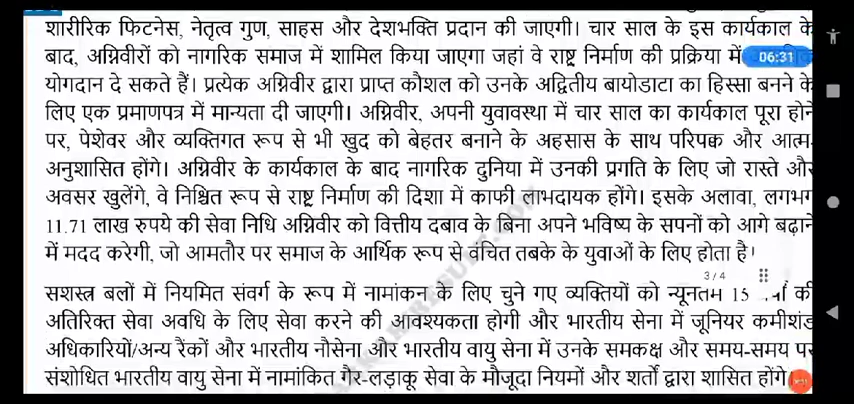 शारीरिक फिटनेस, नेतृत्व गुण, साहस और देशभक्ति प्रदान की जाएगी। चार साल के इस कार्यकाल के
बाद, अग्निवीरों को नागरिक समाज में शामिल किया जाएगा जहां वे राष्ट्र निर्माण की प्रक्रिया में
06:31
योगदान दे सकते हैं। प्रत्येक अग्निवीर द्वारा प्राप्त कौशल को उनके अद्वितीय बायोडाटा का हिस्सा बनने के
लिए एक प्रमाणपत्र में मान्यता दी जाएगी। अग्निवीर, अपनी युवावस्था में चार साल का कार्यकाल पूरा होने
पर, पेशेवर और व्यक्तिगत रूप से भी खुद को बेहतर बनाने के अहसास के साथ परिपक्व और आत्म-
अनुशासित होंगे। अग्निवीर के कार्यकाल के बाद नागरिक दुनिया में उनकी प्रगति के लिए जो रास्ते और
अवसर खुलेंगे, वे निश्चित रूप से राष्ट्र निर्माण की दिशा में काफी लाभदायक होंगे। इसके अलावा, लगभग
11.71 लाख रुपये की सेवा निधि अग्निवीर को वित्तीय दबाव के बिना अपने भविष्य के सपनों को आगे बढ़ाने
में मदद करेगी, जो आमतौर पर समाज के आर्थिक रूप से वंचित तबके के युवाओं के लिए होता है।
3/4
सशस्त्र बलों में नियमित संवर्ग के रूप में नामांकन के लिए चुने गए व्यक्तियों को न्यूनतम 15 की
अतिरिक्त सेवा अवधि के लिए सेवा करने की आवश्यकता होगी और भारतीय सेना में जूनियर कमीशंड
अधिकारियों/अन्य रैंकों और भारतीय नौसेना और भारतीय वायु सेना में उनके समकक्ष और समय-समय पर
संशोधित भारतीय वायु सेना में नामांकित गैर-लड़ाकू सेवा के मौजूदा नियमों और शर्तों द्वारा शासित होंगे।